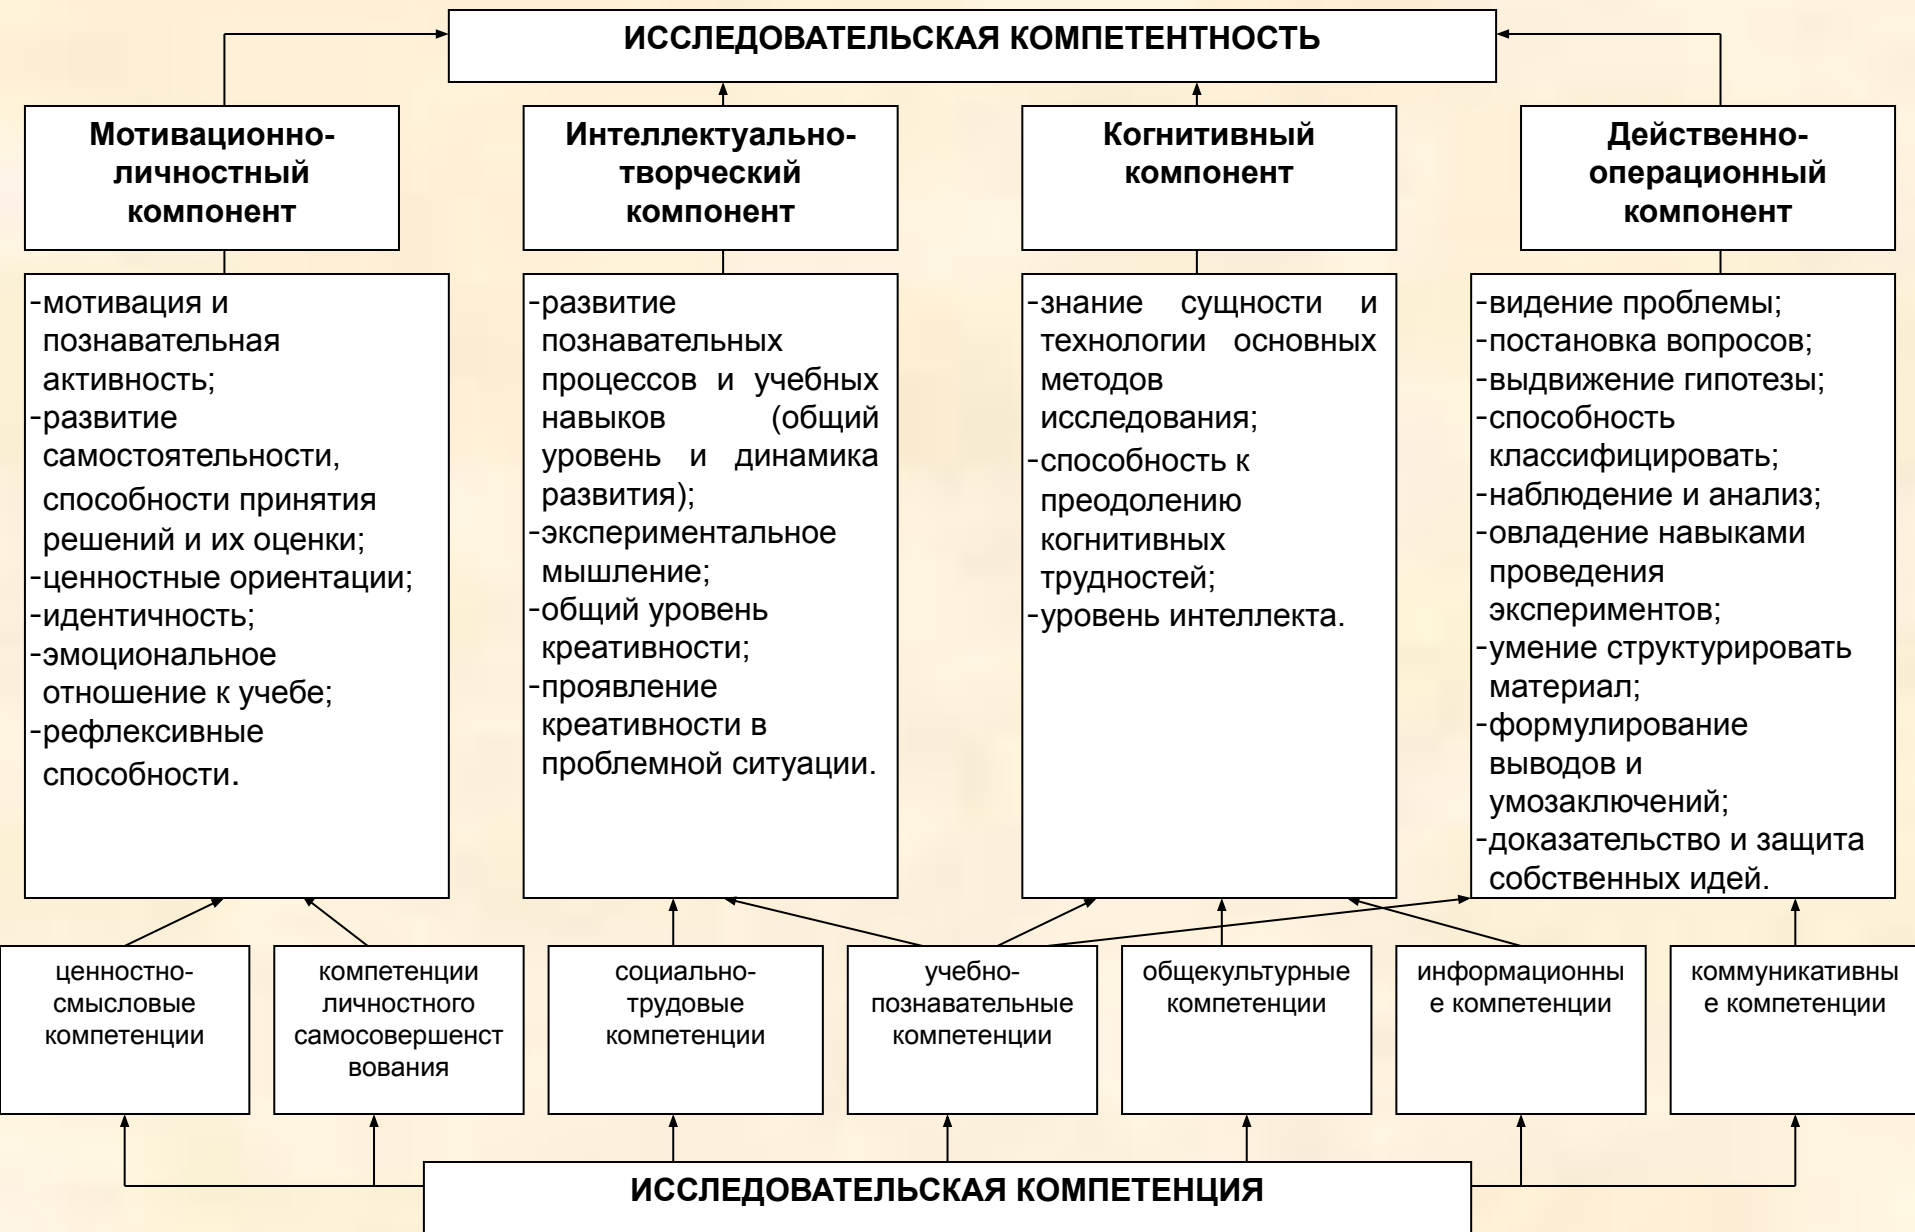 ИССЛЕДОВАТЕЛЬСКАЯ КОМПЕТЕНТНОСТЬ
Мотивационно-
личностный
компонент
Интеллектуально-
творческий
компонент
Когнитивный
компонент
Действенно-
операционный
компонент
-мотивация и
познавательная
активность;
-развитие
самостоятельности,
способности принятия
решений и их оценки;
-ценностные ориентации;
-идентичность;
-эмоциональное
отношение к учебе;
-рефлексивные
способности.
-развитие
познавательных
процессов и учебных
навыков (общий
уровень и динамика
развития);
-экспериментальное
мышление;
-общий уровень
креативности;
-проявление
креативности в
проблемной ситуации.
-знание сущности и
технологии основных
методов
исследования;
-способность к
преодолению
когнитивных
трудностей;
-уровень интеллекта.
-видение проблемы;
-постановка вопросов;
-выдвижение гипотезы;
-способность
классифицировать;
-наблюдение и анализ;
-овладение навыками
проведения
экспериментов;
-умение структурировать
материал;
-формулирование
выводов и
умозаключений;
-доказательство и защита
собственных идей.
ценностно-
смысловые
компетенции
компетенции
личностного
самосовершенст
вования
социально-
трудовые
компетенции
учебно-
познавательные
компетенции
общекультурные
компетенции
информационны
е компетенции
коммуникативны
е компетенции
ИССЛЕДОВАТЕЛЬСКАЯ КОМПЕТЕНЦИЯ